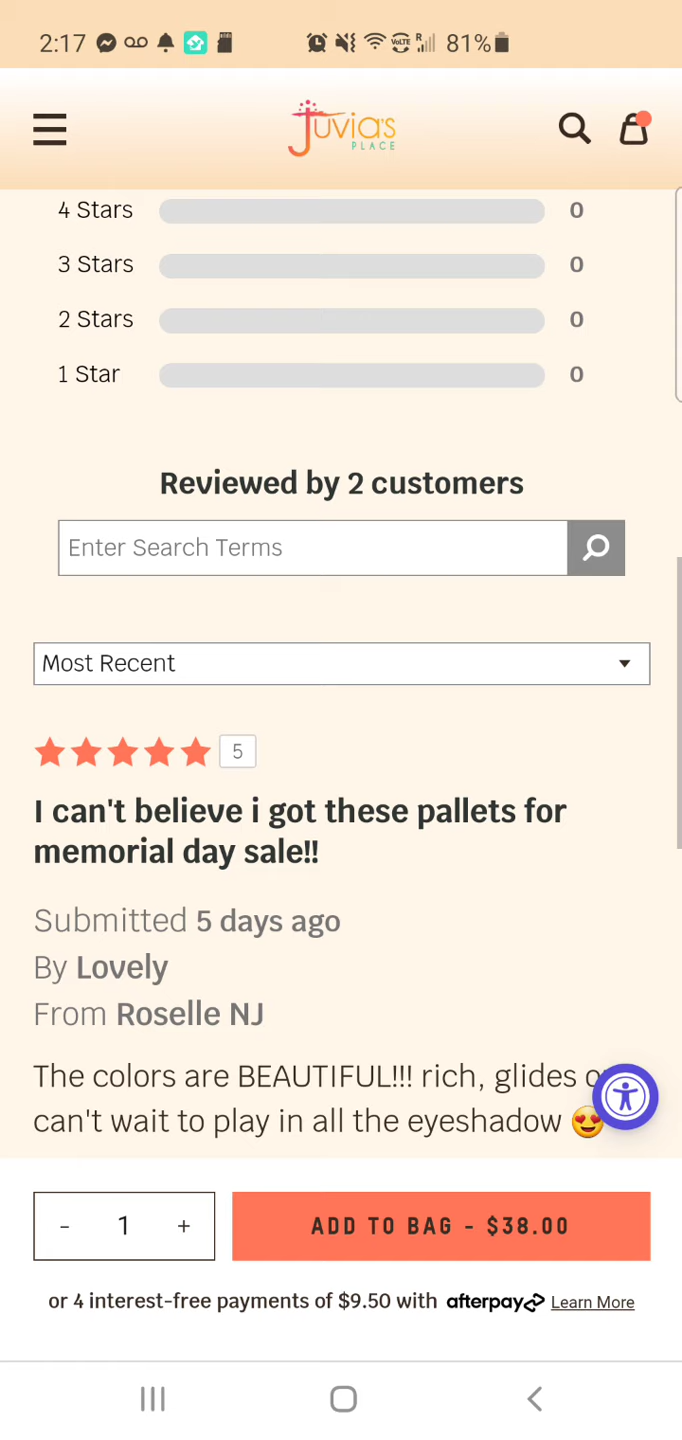 2:17 VoLTE R 81%
Juvia's
PLACE
4 Stars 0
3 Stars 0
2 Stars 0
1 Star 0
Reviewed by 2 customers
Enter Search Terms
Most Recent
5
I can't believe i got these pallets for
memorial day sale!!
Submitted 5 days ago
By Lovely
From Roselle NJ
The colors are BEAUTIFUL!!! rich, glides
can't wait to play in all the eyeshadow 😍
- 1 + ADD TO BAG - $38.00
or 4 interest-free payments of $9.50 with afterpay Learn More